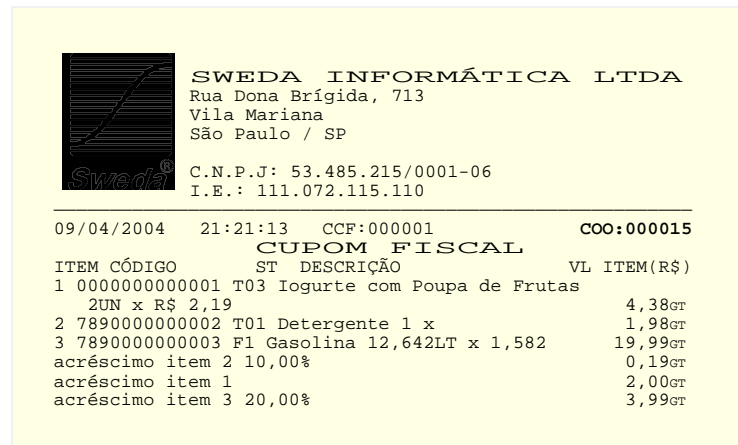 SWEDA INFORMÁTICA LTDA
Rua Dona Brígida, 713
Vila Mariana
São Paulo / SP
Sweda®
C.N.P.J: 53.485.215/0001-06
I.E.: 111.072.115.110
09/04/2004 21:21:13 CCF:000001 COO:000015
CUPOM FISCAL
ITEM CÓDIGO ST DESCRIÇÃO VL ITEM(R$)
1 0000000000001 T03 Iogurte com Poupa de Frutas
2UN x R$ 2,19 4,38GT
2 7890000000002 T01 Detergente 1 x 1,98GT
3 7890000000003 F1 Gasolina 12,642LT x 1,582 19,99GT
acréscimo item 2 10,00% 0,19GT
acréscimo item 1 2,00GT
acréscimo item 3 20,00% 3,99GT